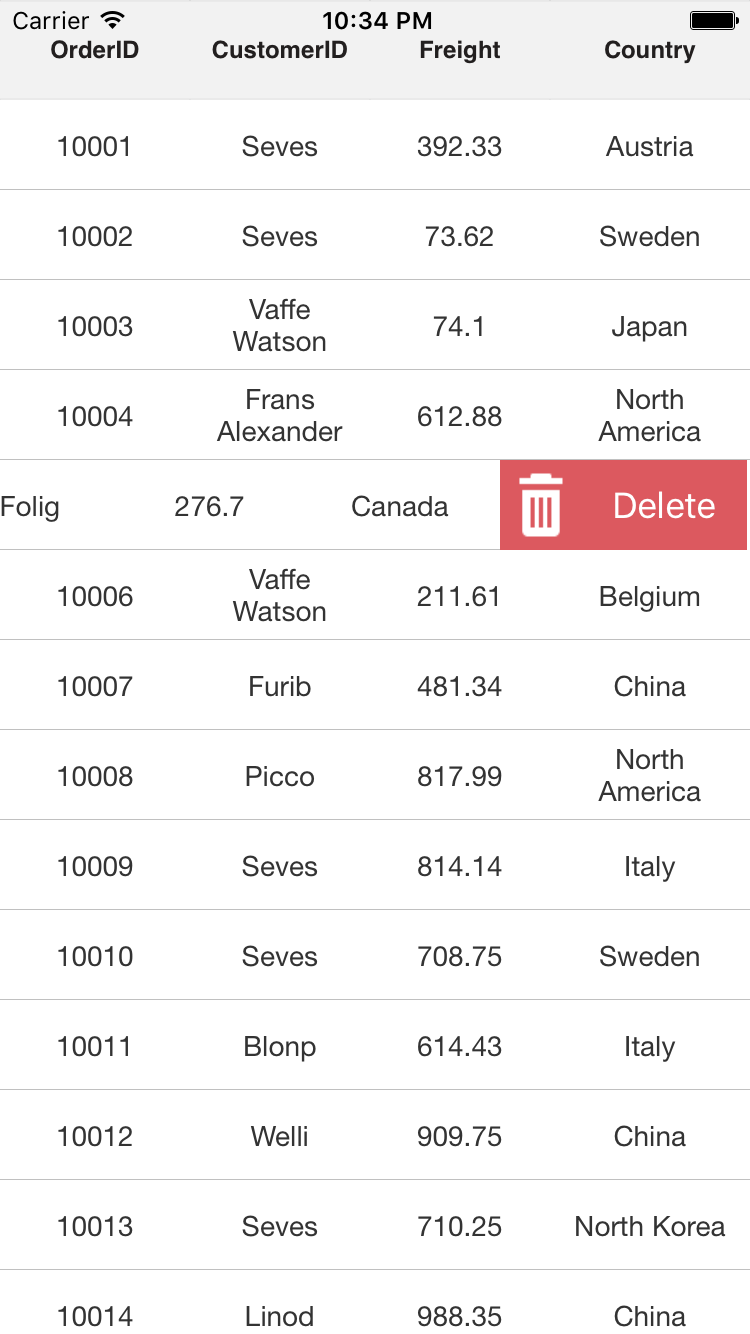 Carrier 10:34 PM
OrderID CustomerID Freight Country
10001 Seves 392.33 Austria
10002 Seves 73.62 Sweden
10003 Vaffe Watson 74.1 Japan
10004 Frans Alexander 612.88 North America
Folig 276.7 Canada Delete
10006 Vaffe Watson 211.61 Belgium
10007 Furib 481.34 China
10008 Picco 817.99 North America
10009 Seves 814.14 Italy
10010 Seves 708.75 Sweden
10011 Blonp 614.43 Italy
10012 Welli 909.75 China
10013 Seves 710.25 North Korea
10014 Linod 988.35 China